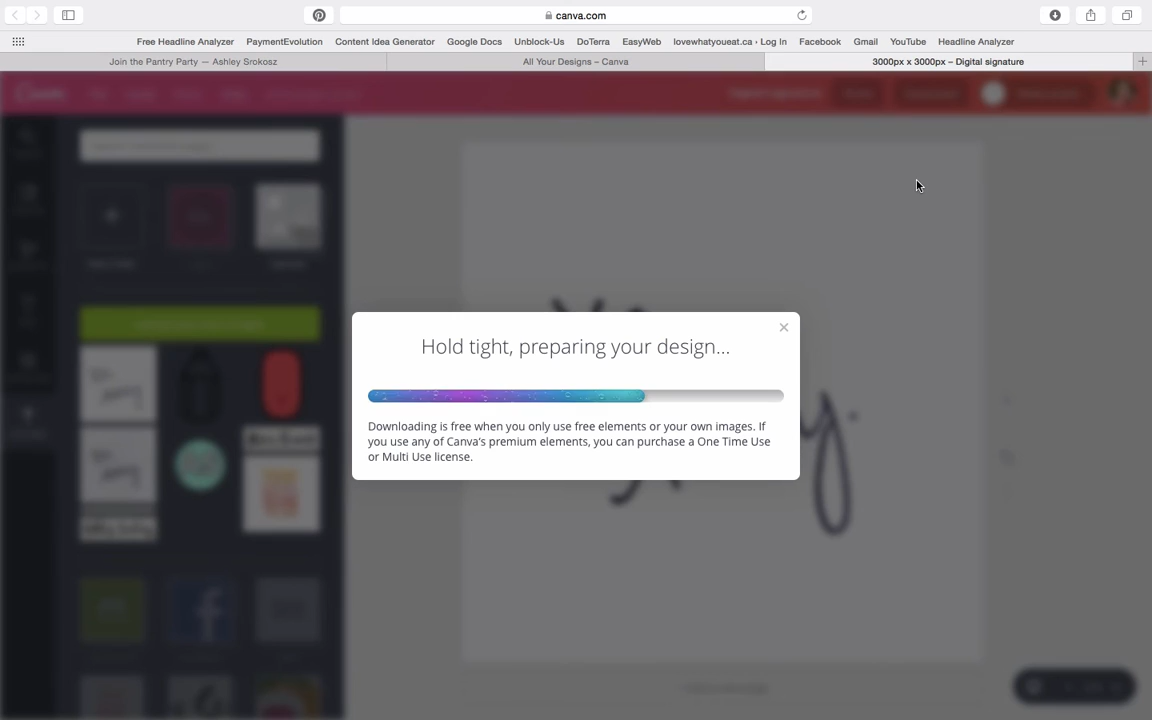 canva.com
Free Headline Analyzer PaymentEvolution Content Idea Generator Google Docs Unblock-Us DoTerra EasyWeb lovewhatyoueat.ca › Log In Facebook Gmail YouTube Headline Analyzer
Join the Pantry Party — Ashley Srokosz All Your Designs – Canva 3000px x 3000px – Digital signature
Hold tight, preparing your design...
Downloading is free when you only use free elements or your own images. If
you use any of Canva's premium elements, you can purchase a One Time Use
or Multi Use license.